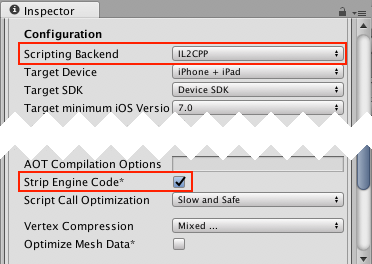 Inspector
Configuration
Scripting Backend IL2CPP
Target Device iPhone + iPad
Target SDK Device SDK
Target minimum iOS Versio 7.0
AOT Compilation Options
Strip Engine Code*
Script Call Optimization Slow and Safe
Vertex Compression Mixed ...
Optimize Mesh Data*